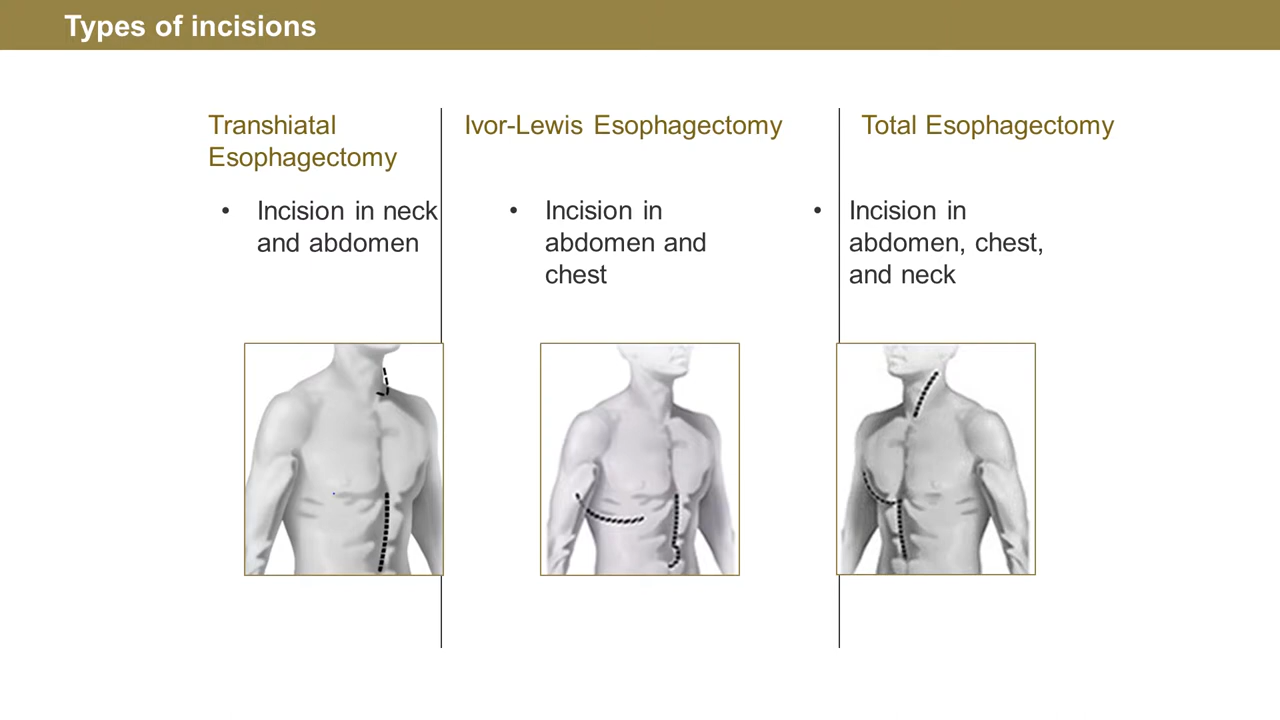 Types of incisions
Transhiatal
Esophagectomy
• Incision in neck
and abdomen
Ivor-Lewis Esophagectomy
• Incision in
abdomen and
chest
Total Esophagectomy
• Incision in
abdomen, chest,
and neck